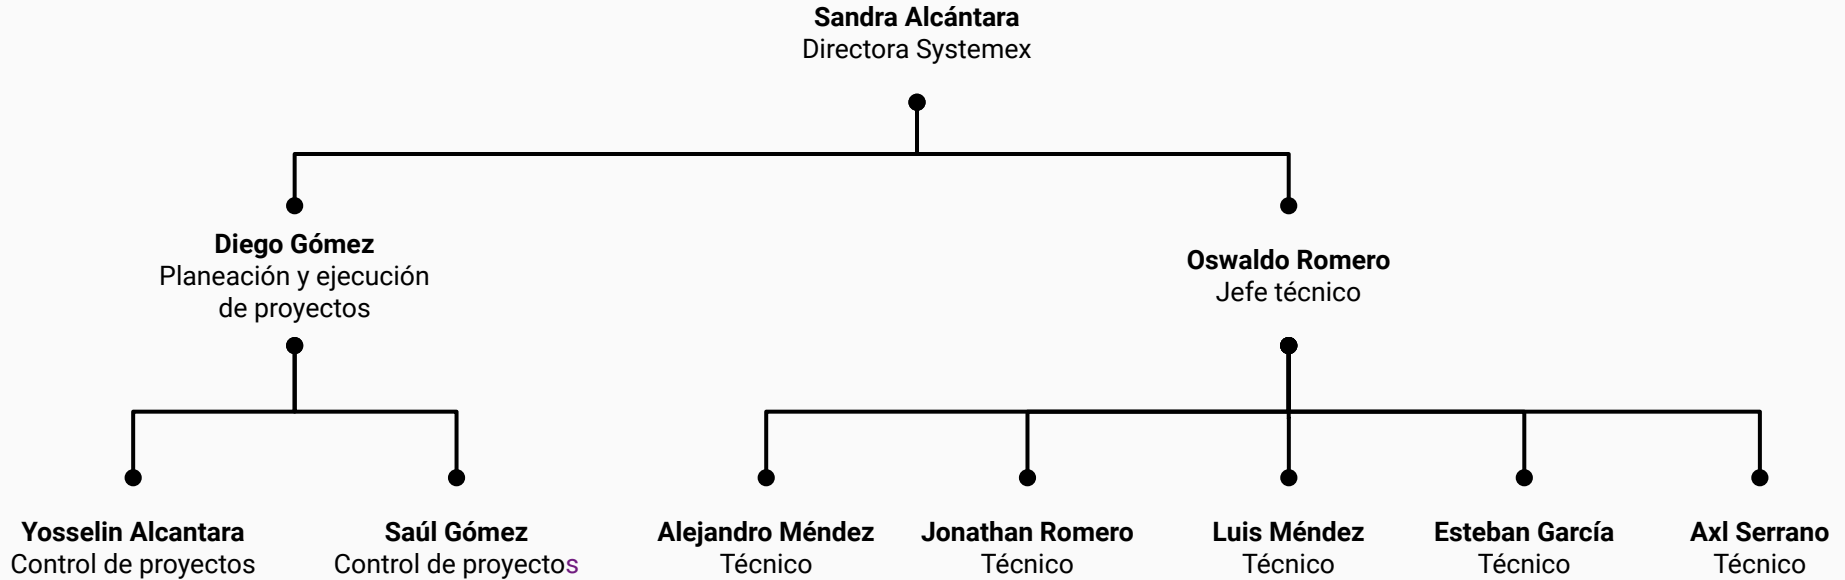 Sandra Alcántara
Directora Systemex
Diego Gómez
Planeación y ejecución
de proyectos
Oswaldo Romero
Jefe técnico
Yosselin Alcantara
Control de proyectos
Saúl Gómez
Control de proyectos
Alejandro Méndez
Técnico
Jonathan Romero
Técnico
Luis Méndez
Técnico
Esteban García
Técnico
Axl Serrano
Técnico